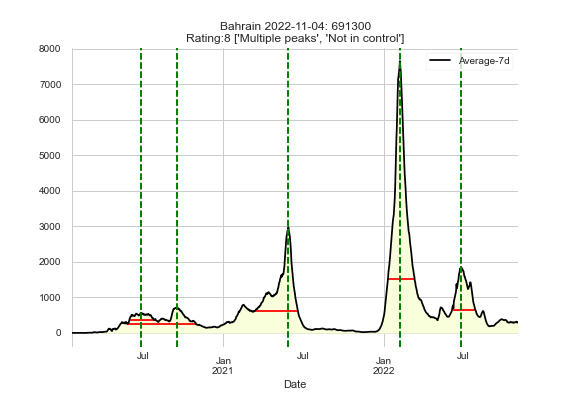 Bahrain 2022-11-04: 691300
Rating:8 ['Multiple peaks', 'Not in control']
Average-7d
8000
7000
6000
5000
4000
3000
2000
1000
0
Jul
Jan
2021
Jul
Jan
2022
Jul
Date